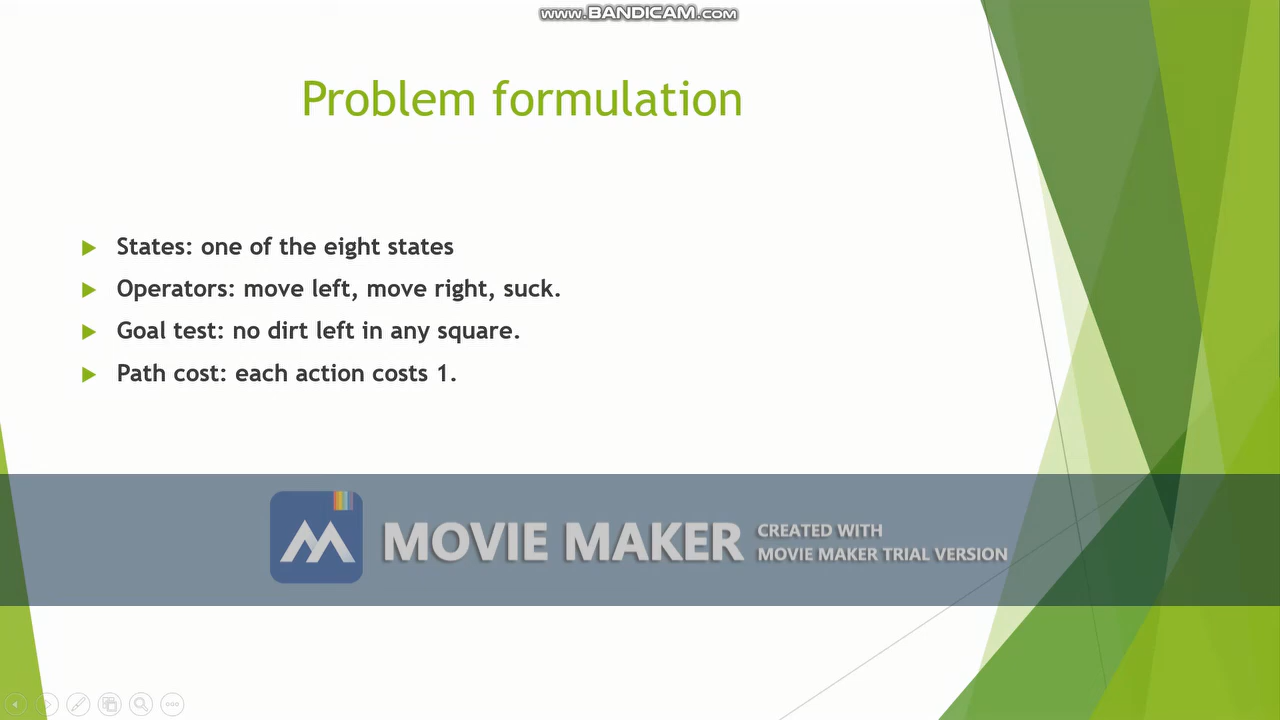 www.BANDICAM.com
Problem formulation
States: one of the eight states
Operators: move left, move right, suck.
Goal test: no dirt left in any square.
Path cost: each action costs 1.
MOVIE MAKER
CREATED WITH
MOVIE MAKER TRIAL VERSION